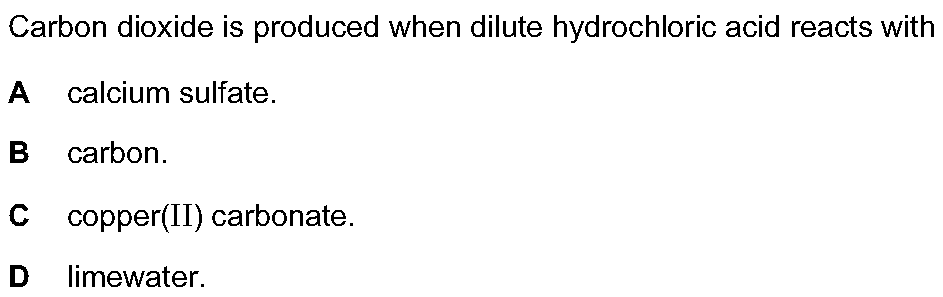 Carbon dioxide is produced when dilute hydrochloric acid reacts with
A calcium sulfate.
B carbon.
C copper(II) carbonate.
D limewater.